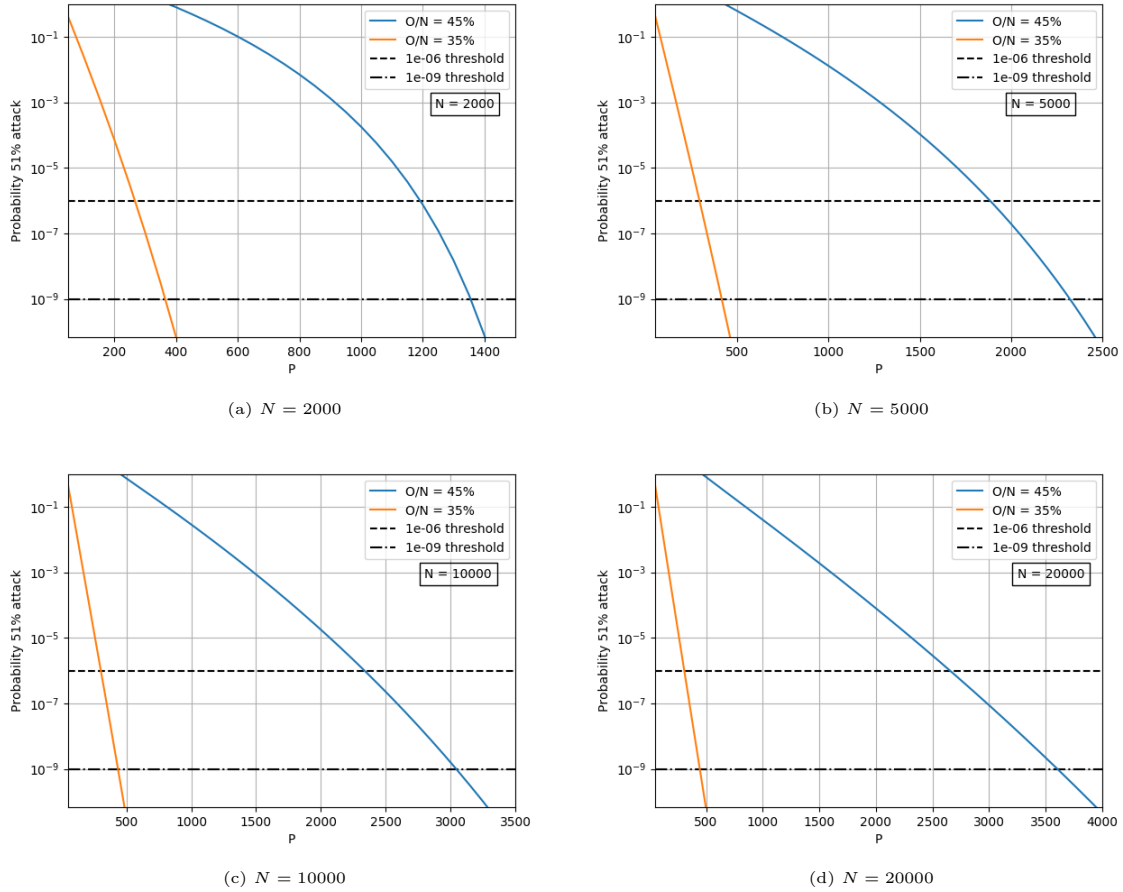 Probability 51% attack
10⁻¹
10⁻³
10⁻⁵
10⁻⁷
10⁻⁹
O/N = 45%
O/N = 35%
1e-06 threshold
1e-09 threshold
N = 2000
200 400 600 800 1000 1200 1400
P
(a) N = 2000
Probability 51% attack
10⁻¹
10⁻³
10⁻⁵
10⁻⁷
10⁻⁹
O/N = 45%
O/N = 35%
1e-06 threshold
1e-09 threshold
N = 5000
500 1000 1500 2000 2500
P
(b) N = 5000
Probability 51% attack
10⁻¹
10⁻³
10⁻⁵
10⁻⁷
10⁻⁹
O/N = 45%
O/N = 35%
1e-06 threshold
1e-09 threshold
N = 10000
500 1000 1500 2000 2500 3000 3500
P
(c) N = 10000
Probability 51% attack
10⁻¹
10⁻³
10⁻⁵
10⁻⁷
10⁻⁹
O/N = 45%
O/N = 35%
1e-06 threshold
1e-09 threshold
N = 20000
500 1000 1500 2000 2500 3000 3500 4000
P
(d) N = 20000